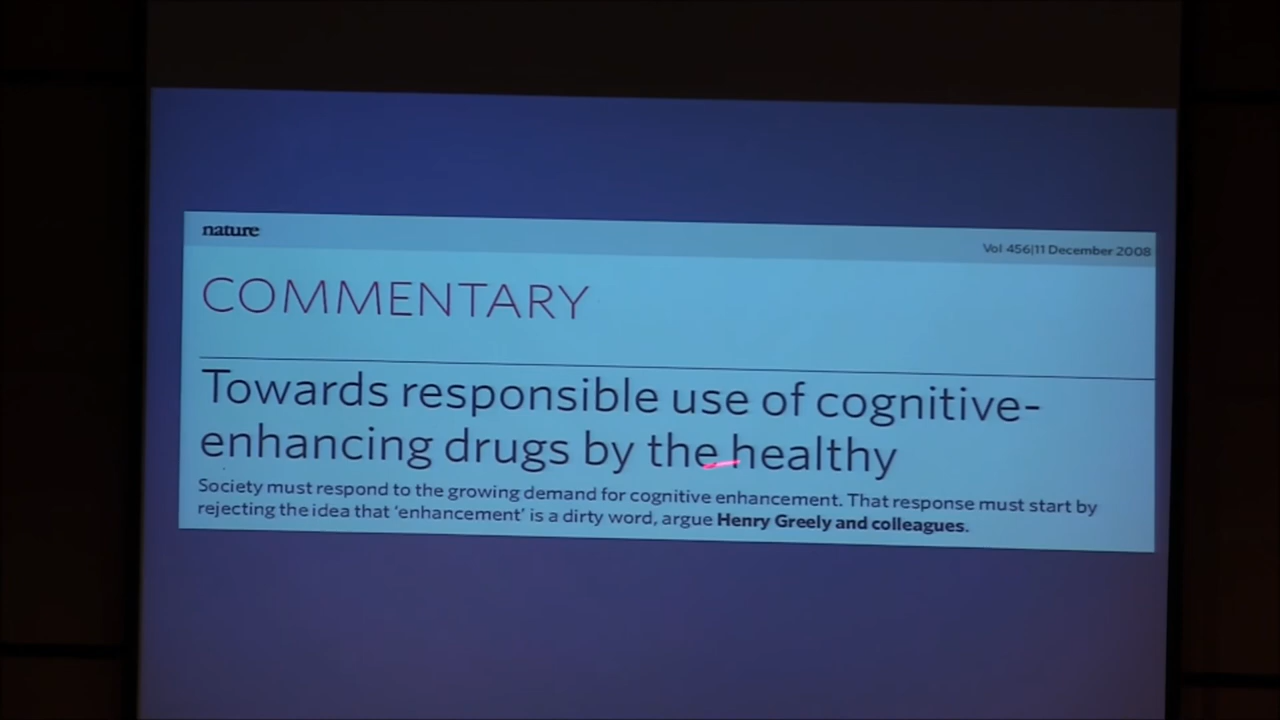 nature
Vol 456|11 December 2008
COMMENTARY
Towards responsible use of cognitive-
enhancing drugs by the healthy
Society must respond to the growing demand for cognitive enhancement. That response must start by
rejecting the idea that ‘enhancement’ is a dirty word, argue Henry Greely and colleagues.